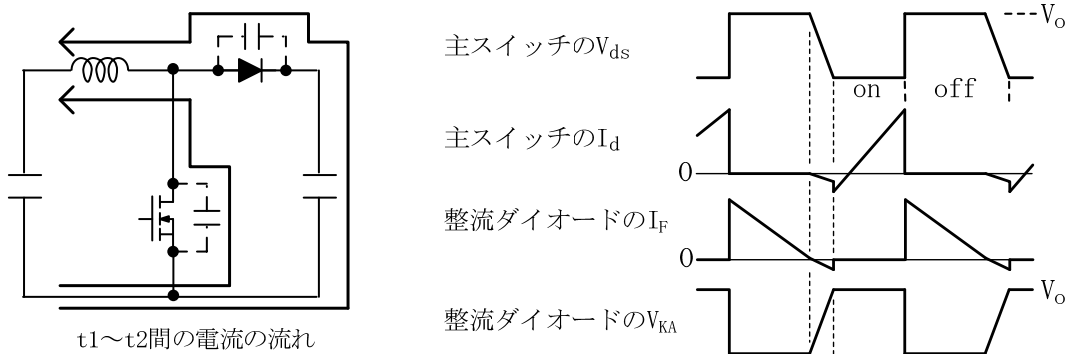 主スイッチのVds
Vo
on
off
主スイッチのId
0
整流ダイオードのIF
0
整流ダイオードのVKA
Vo
t1～t2間の電流の流れ